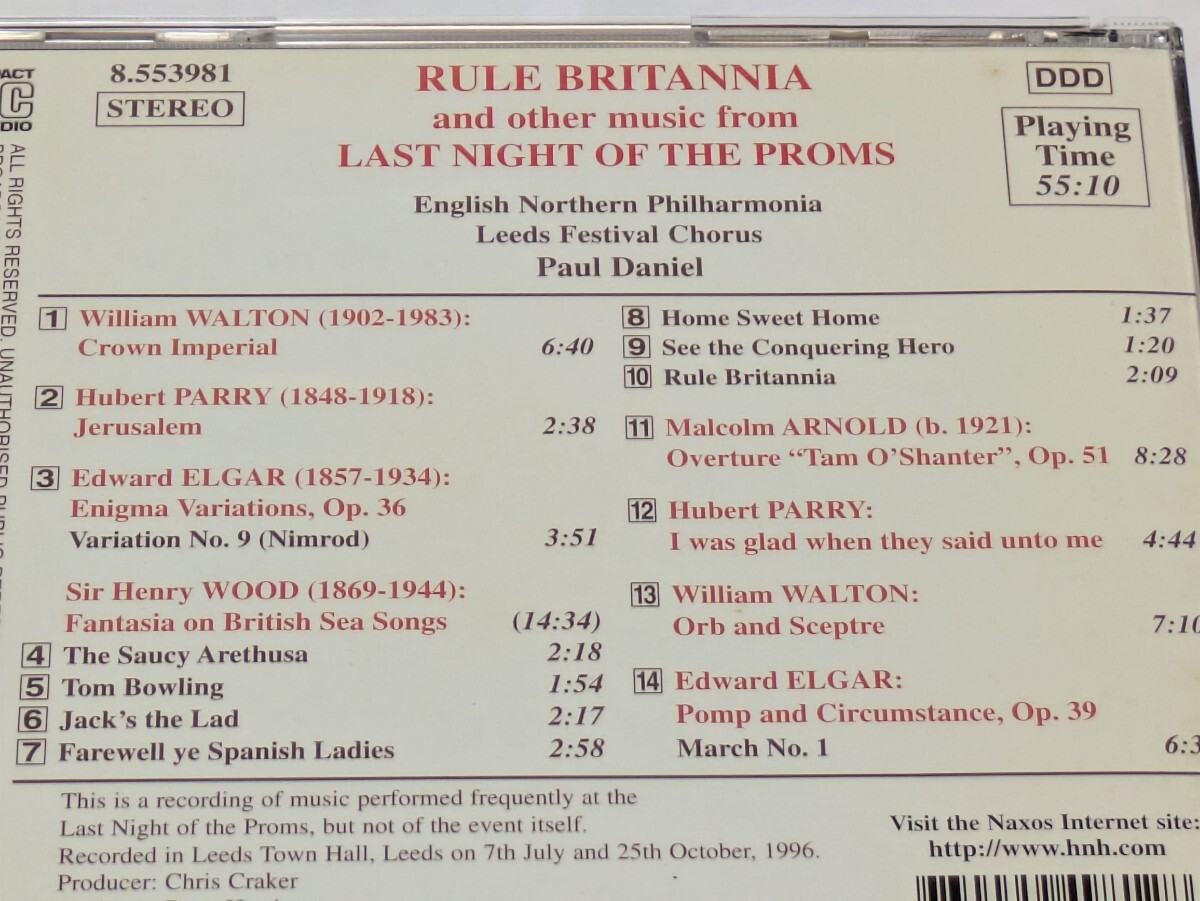 ACT
DIO
8.553981
STEREO
RULE BRITANNIA
and other music from
LAST NIGHT OF THE PROMS
English Northern Philharmonia
Leeds Festival Chorus
Paul Daniel
DDD
Playing
Time
55:10
ALL RIGHTS RESERVED. UNAUTHORISED
1 William WALTON (1902-1983):
Crown Imperial 6:40
2 Hubert PARRY (1848-1918):
Jerusalem 2:38
3 Edward ELGAR (1857-1934):
Enigma Variations, Op. 36
Variation No. 9 (Nimrod) 3:51
Sir Henry WOOD (1869-1944):
Fantasia on British Sea Songs (14:34)
4 The Saucy Arethusa 2:18
5 Tom Bowling 1:54
6 Jack's the Lad 2:17
7 Farewell ye Spanish Ladies 2:58
8 Home Sweet Home 1:37
9 See the Conquering Hero 1:20
10 Rule Britannia 2:09
11 Malcolm ARNOLD (b. 1921):
Overture “Tam O'Shanter”, Op. 51 8:28
12 Hubert PARRY:
I was glad when they said unto me 4:44
13 William WALTON:
Orb and Sceptre 7:10
14 Edward ELGAR:
Pomp and Circumstance, Op. 39
March No. 1 6:3
This is a recording of music performed frequently at the
Last Night of the Proms, but not of the event itself.
Recorded in Leeds Town Hall, Leeds on 7th July and 25th October, 1996.
Producer: Chris Craker
Visit the Naxos Internet site:
http://www.hnh.com